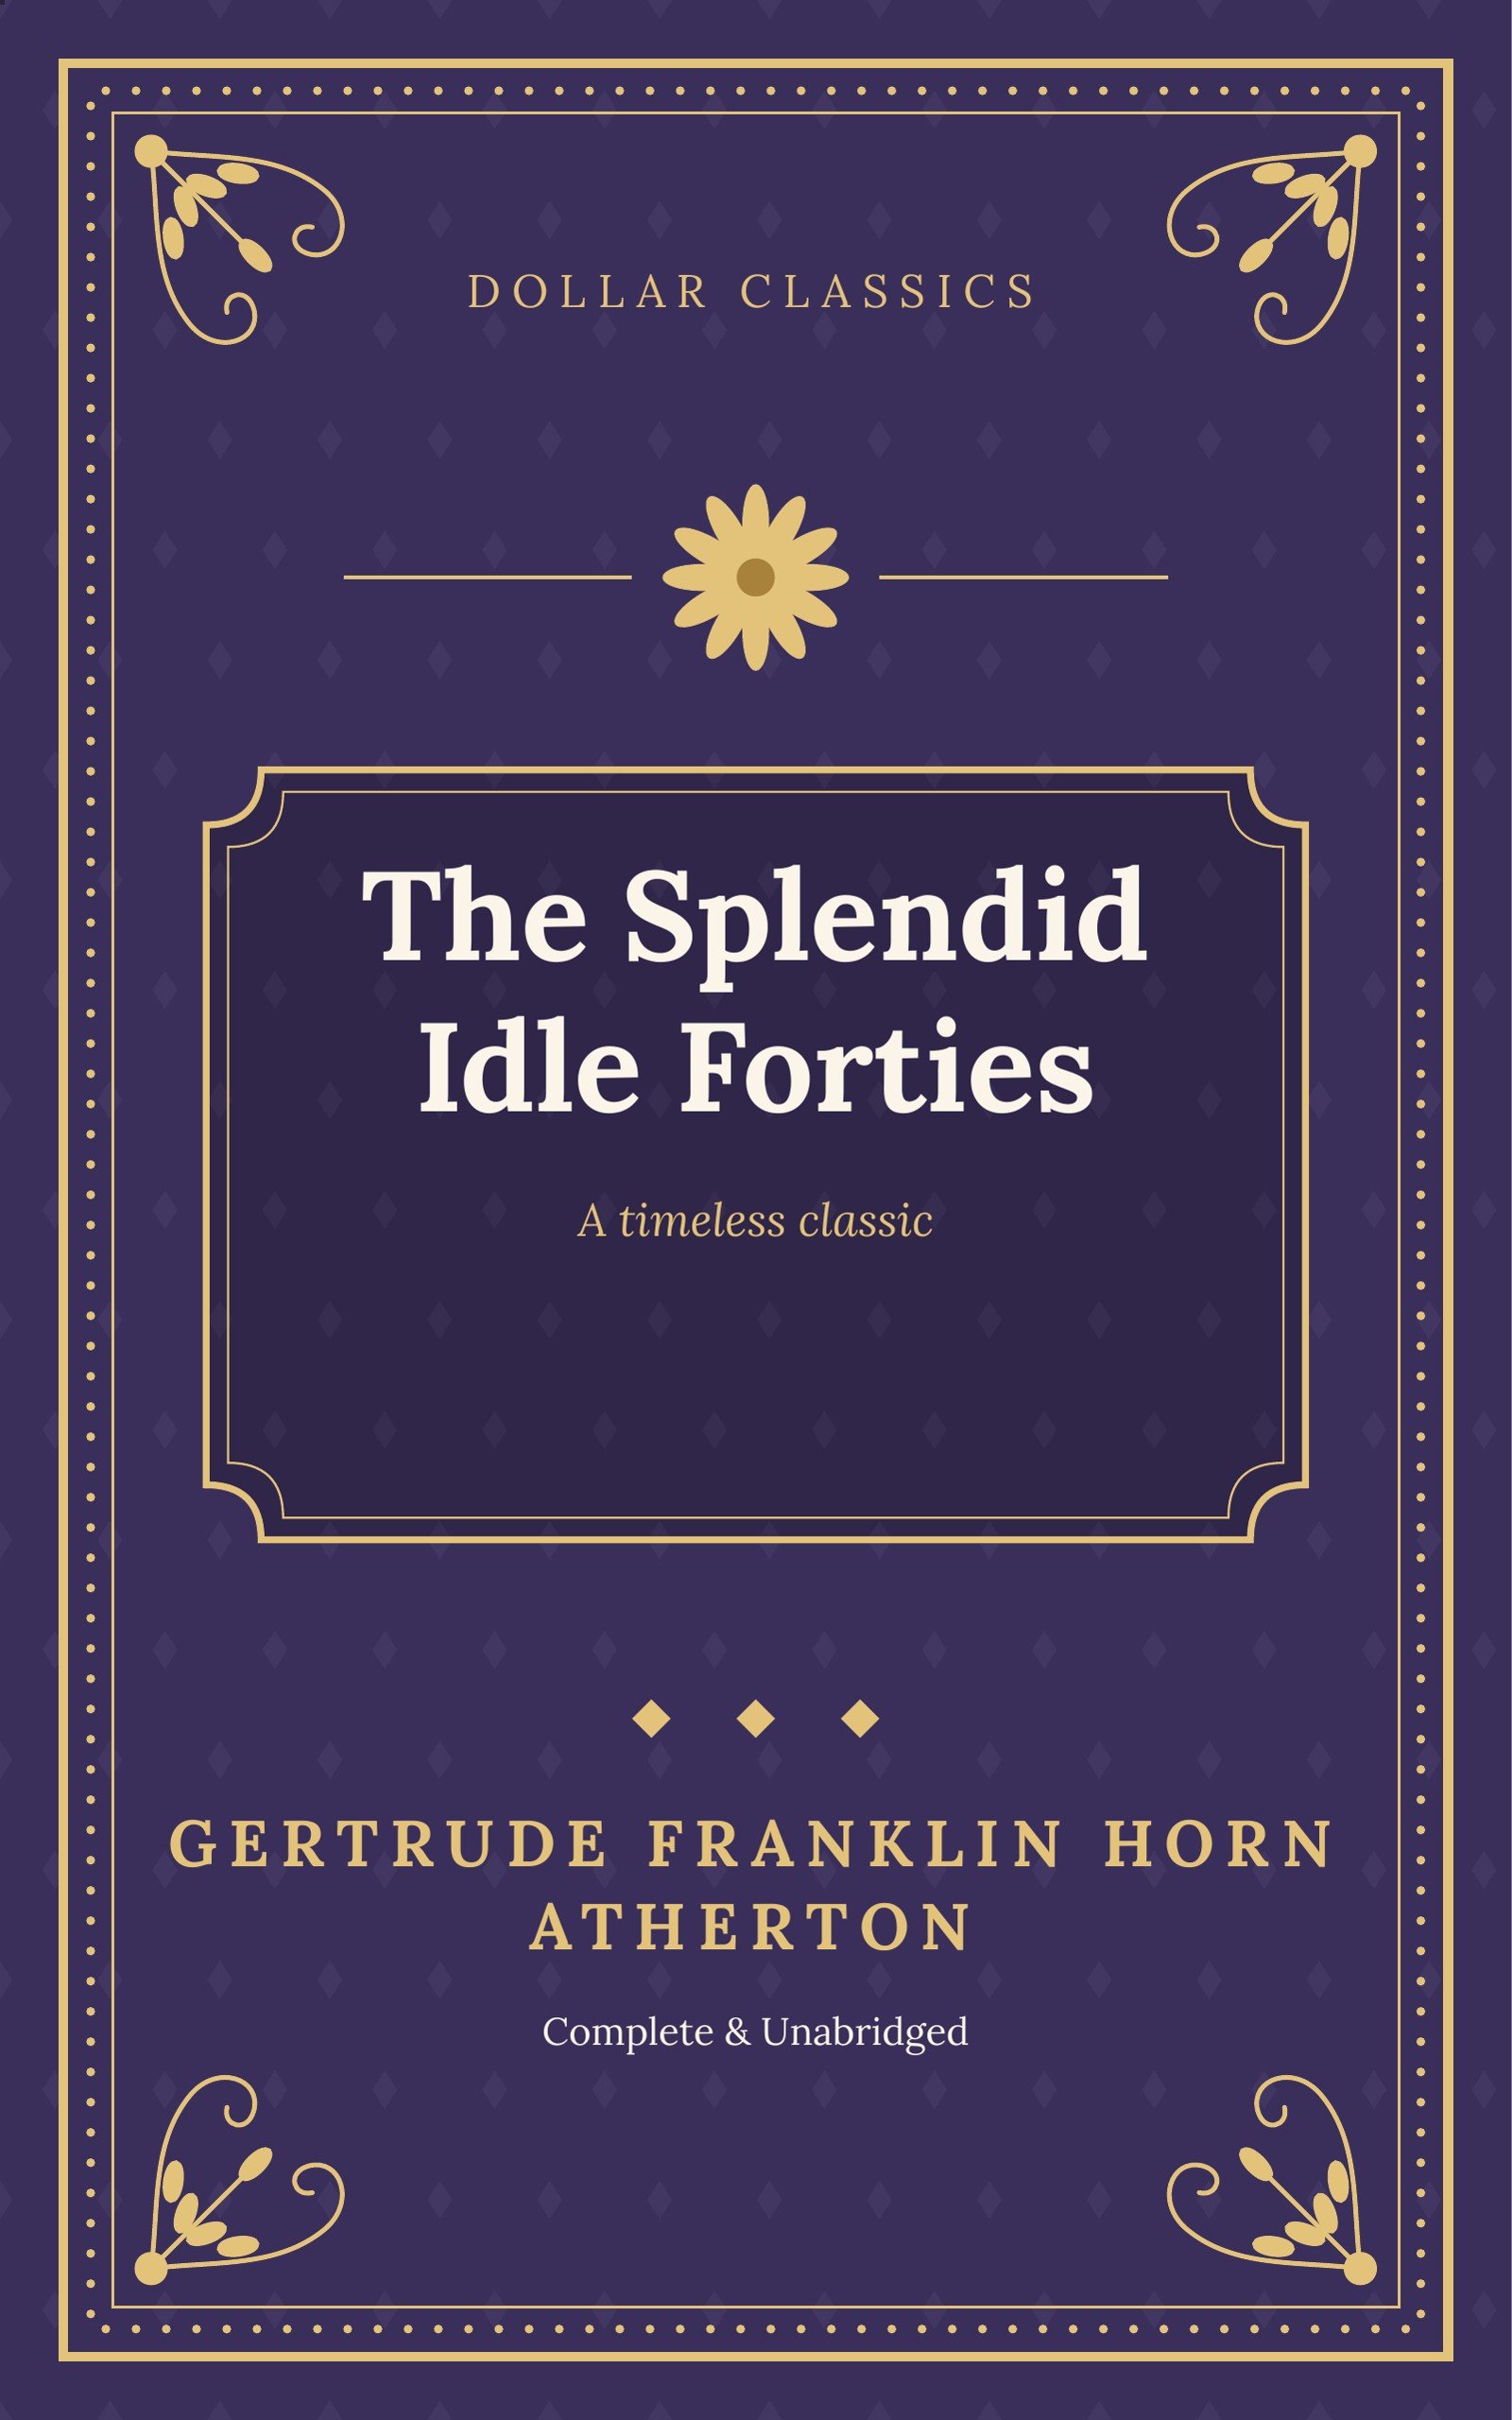 DOLLAR CLASSICS
The Splendid
Idle Forties
A timeless classic
GERTRUDE FRANKLIN HORN
ATHERTON
Complete & Unabridged